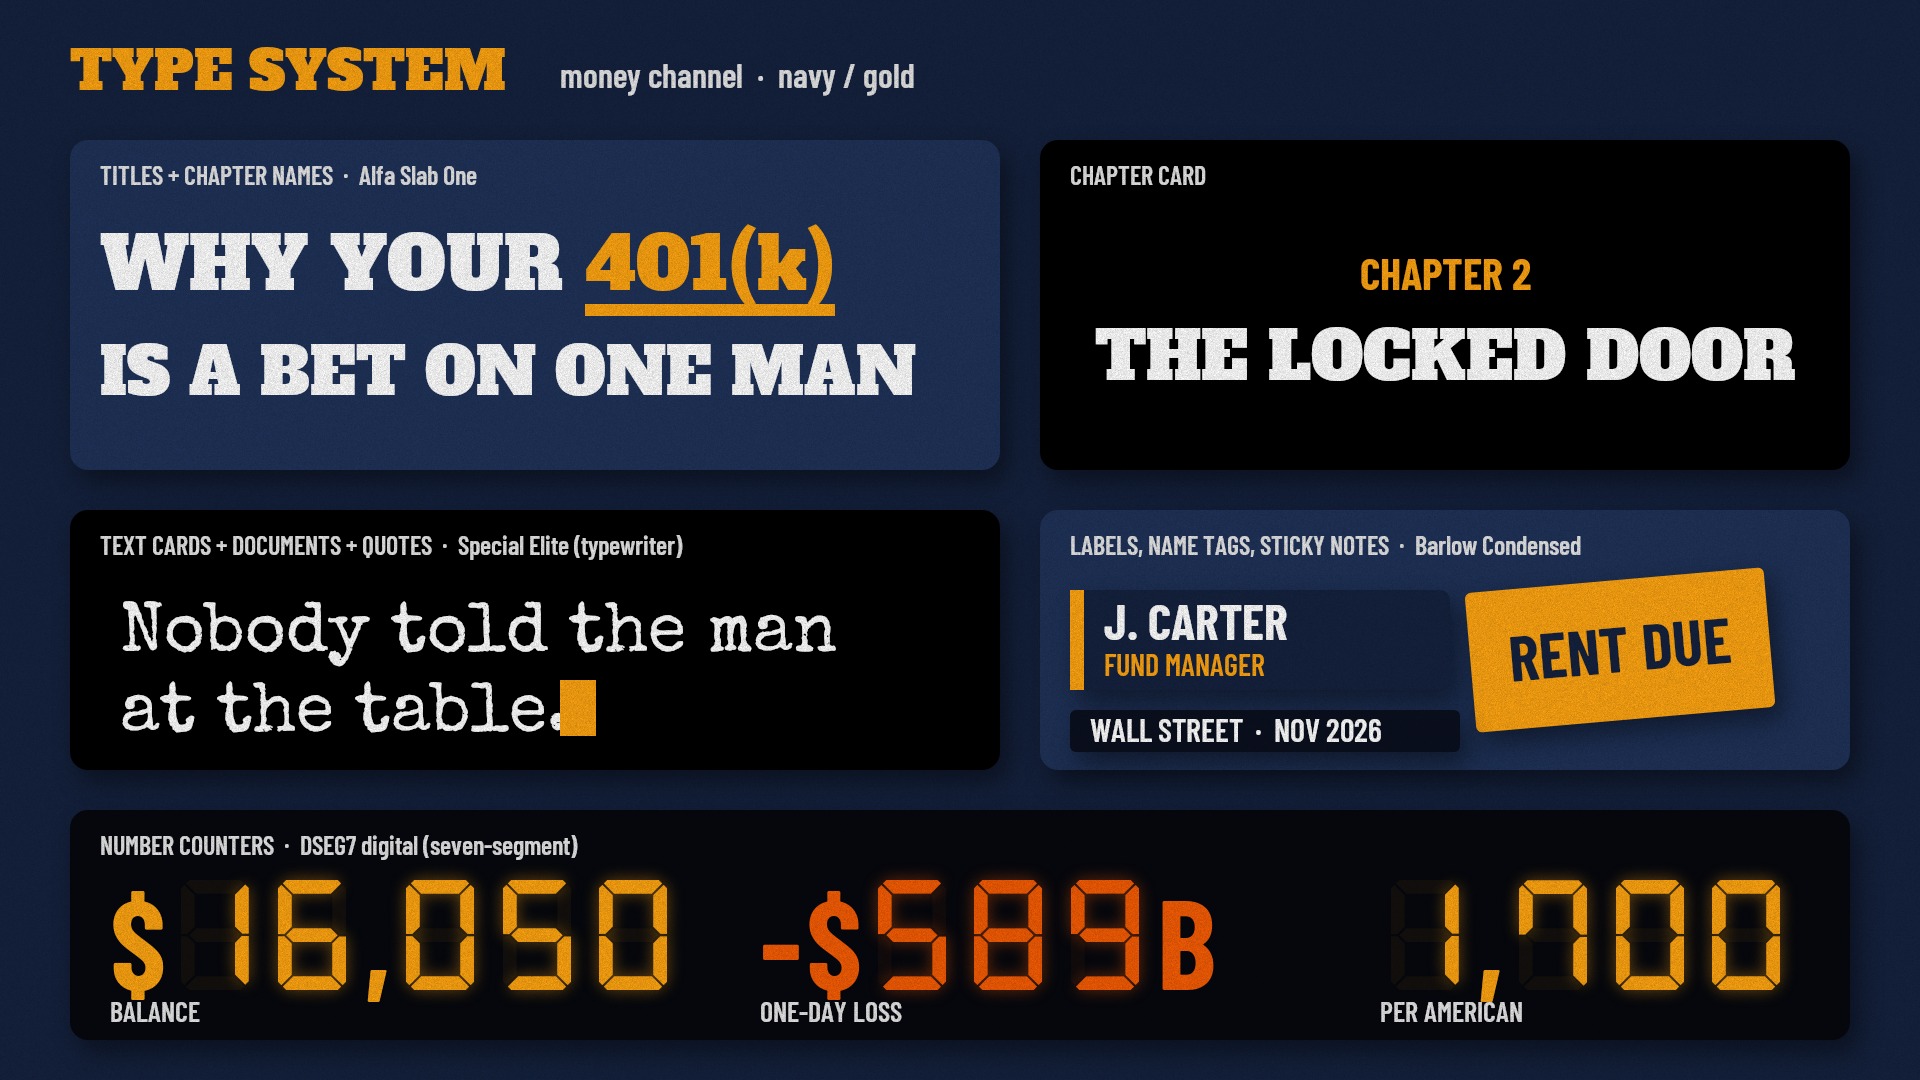 TYPE SYSTEM
money channel · navy / gold
TITLES + CHAPTER NAMES · Alfa Slab One
WHY YOUR 401(k)
IS A BET ON ONE MAN
CHAPTER CARD
CHAPTER 2
THE LOCKED DOOR
TEXT CARDS + DOCUMENTS + QUOTES · Special Elite (typewriter)
Nobody told the man
at the table.
LABELS, NAME TAGS, STICKY NOTES · Barlow Condensed
J. CARTER
FUND MANAGER
RENT DUE
WALL STREET · NOV 2026
NUMBER COUNTERS · DSEG7 digital (seven-segment)
$16,050
BALANCE
-$589B
ONE-DAY LOSS
1,700
PER AMERICAN